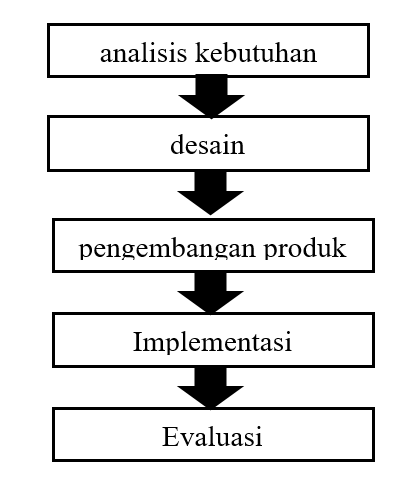 analisis kebutuhan
desain
pengembangan produk
Implementasi
Evaluasi